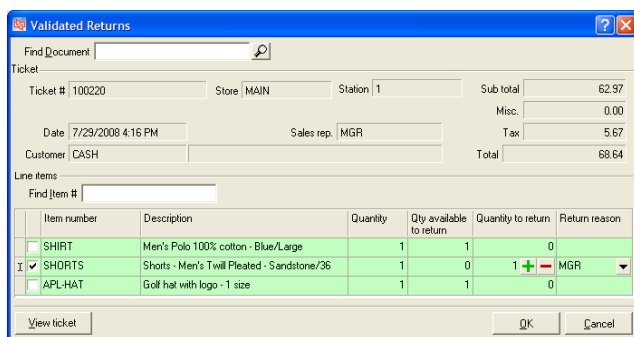 Validated Returns
Find Document
Ticket
Ticket # 100220 Store MAIN Station 1 Sub total 62.97
Misc. 0.00
Date 7/29/2008 4:16 PM Sales rep. MGR Tax 5.67
Customer CASH Total 68.64
Line items
Find Item #
Item number Description Quantity Qty available to return Quantity to return Return reason
SHIRT Men's Polo 100% cotton - Blue/Large 1 1 0
SHORTS Shorts - Men's Twill Pleated - Sandstone/36 1 0 1 MGR
APL-HAT Golf hat with logo - 1 size 1 1 0
View ticket OK Cancel